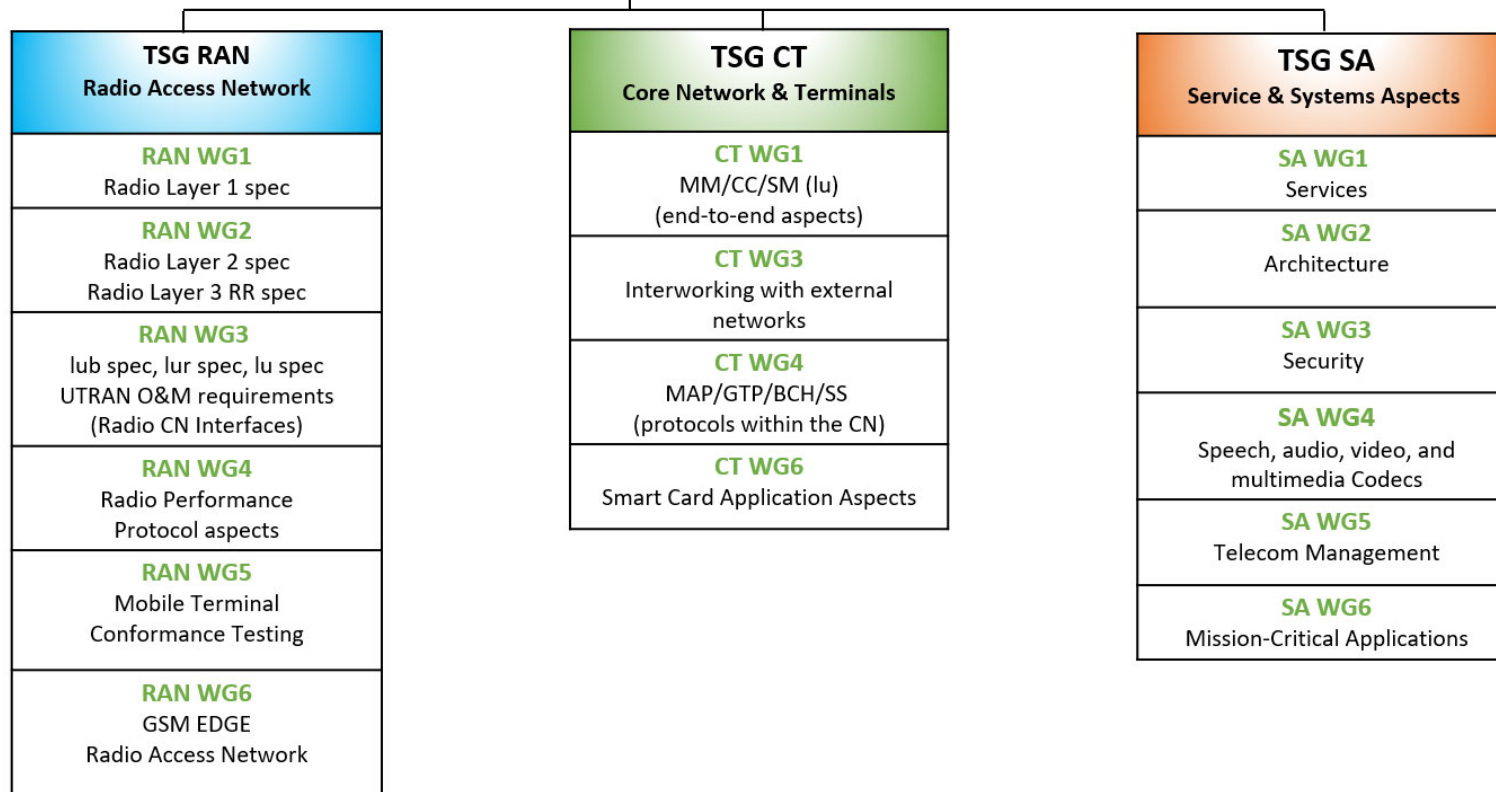 TSG RAN
Radio Access Network
RAN WG1
Radio Layer 1 spec
RAN WG2
Radio Layer 2 spec
Radio Layer 3 RR spec
RAN WG3
lub spec, lur spec, lu spec
UTRAN O&M requirements
(Radio CN Interfaces)
RAN WG4
Radio Performance
Protocol aspects
RAN WG5
Mobile Terminal
Conformance Testing
RAN WG6
GSM EDGE
Radio Access Network
TSG CT
Core Network & Terminals
CT WG1
MM/CC/SM (lu)
(end-to-end aspects)
CT WG3
Interworking with external
networks
CT WG4
MAP/GTP/BCH/SS
(protocols within the CN)
CT WG6
Smart Card Application Aspects
TSG SA
Service & Systems Aspects
SA WG1
Services
SA WG2
Architecture
SA WG3
Security
SA WG4
Speech, audio, video, and
multimedia Codecs
SA WG5
Telecom Management
SA WG6
Mission-Critical Applications